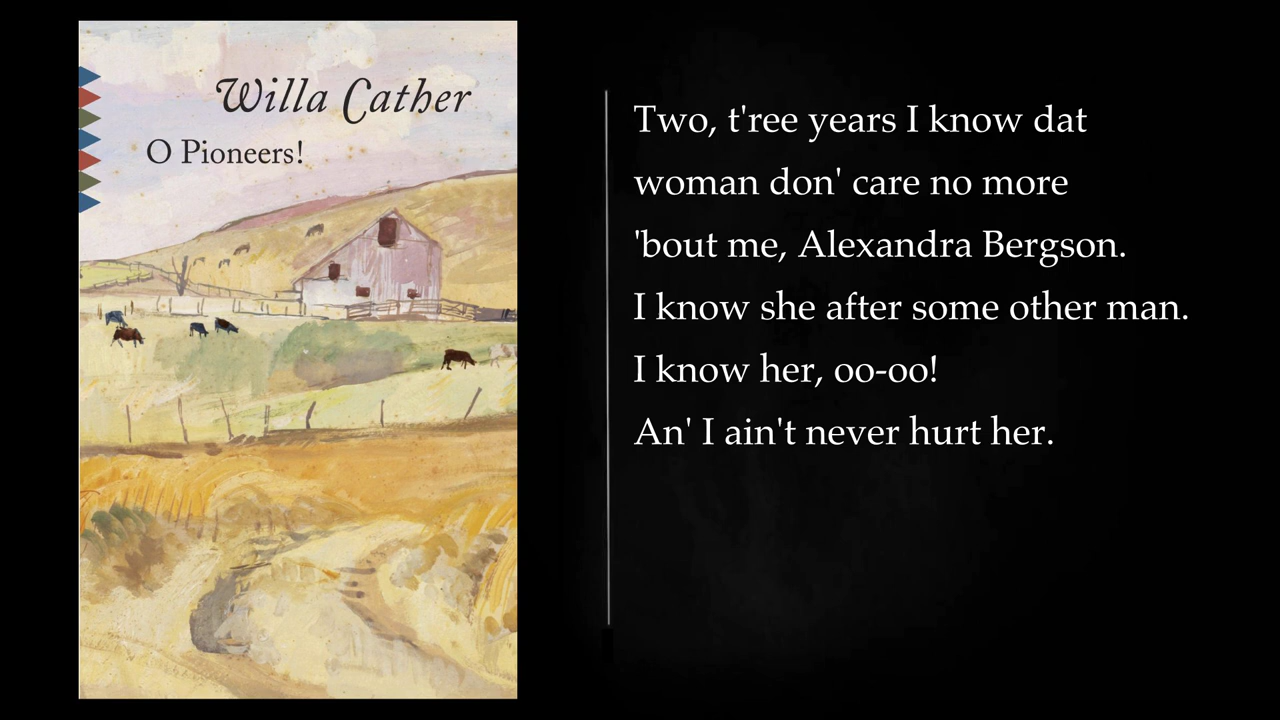 Willa Cather
O Pioneers!
Two, t'ree years I know dat
woman don' care no more
'bout me, Alexandra Bergson.
I know she after some other man.
I know her, oo-oo!
An' I ain't never hurt her.